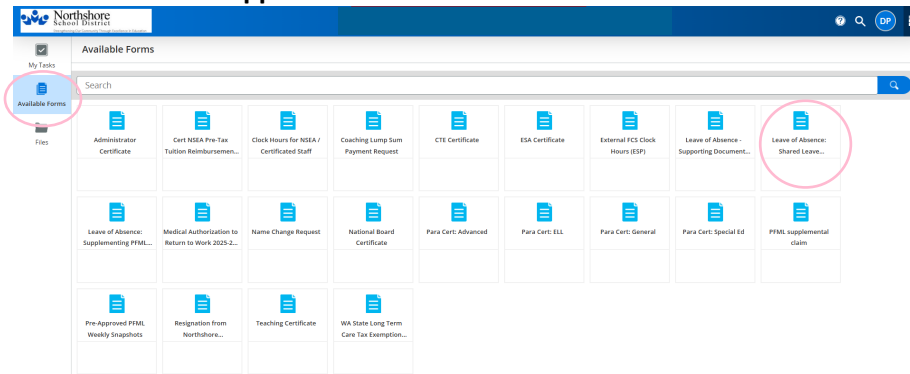 Northshore
School District
DP
My Tasks
Available Forms
Search
Available Forms
Files
Administrator
Certificate
Cert NSEA Pre-Tax
Tuition Reimbursemen...
Clock Hours for NSEA /
Certificated Staff
Coaching Lump Sum
Payment Request
CTE Certificate
ESA Certificate
External FCS Clock
Hours (ESP)
Leave of Absence -
Supporting Document...
Leave of Absence:
Shared Leave...
Leave of Absence:
Supplementing PFML...
Medical Authorization to
Return to Work 2025-2...
Name Change Request
National Board
Certificate
Para Cert: Advanced
Para Cert: ELL
Para Cert: General
Para Cert: Special Ed
PFML supplemental
claim
Pre-Approved PFML
Weekly Snapshots
Resignation from
Northshore...
Teaching Certificate
WA State Long Term
Care Tax Exemption...